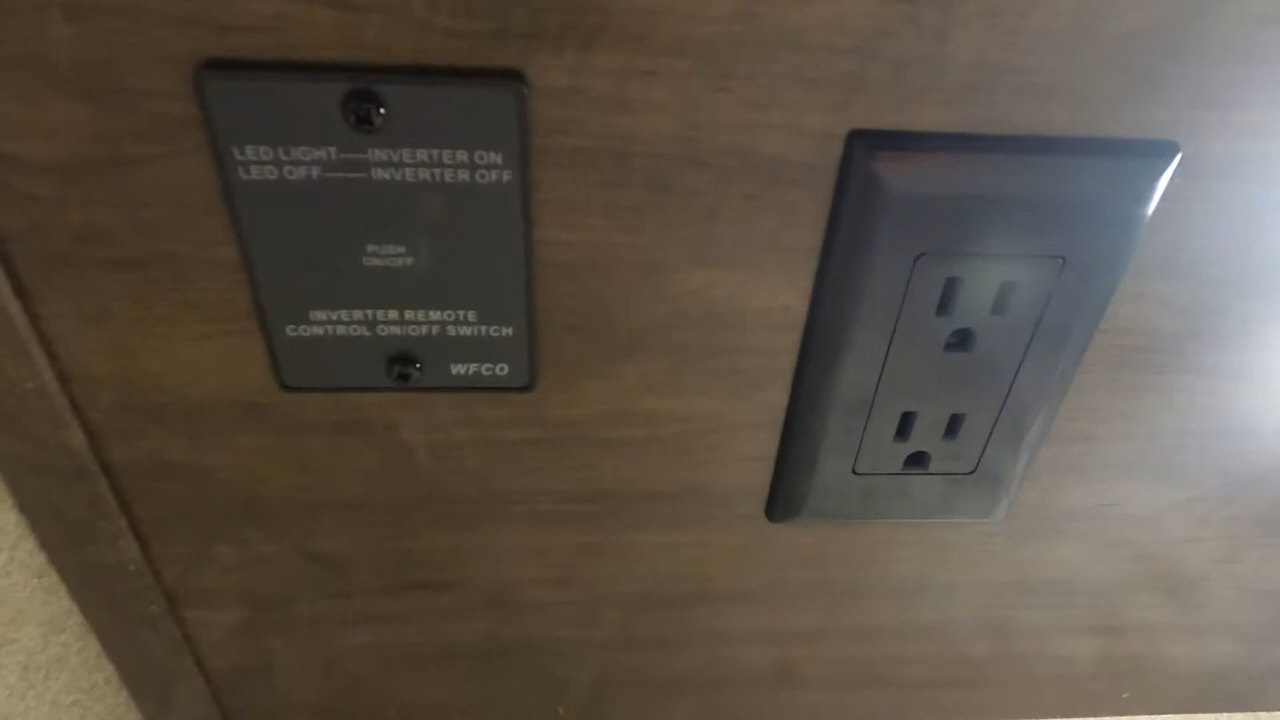 LED LIGHT—INVERTER ON
LED OFF—— INVERTER OFF
PUSH
ON/OFF
INVERTER REMOTE
CONTROL ON/OFF SWITCH
WFCO